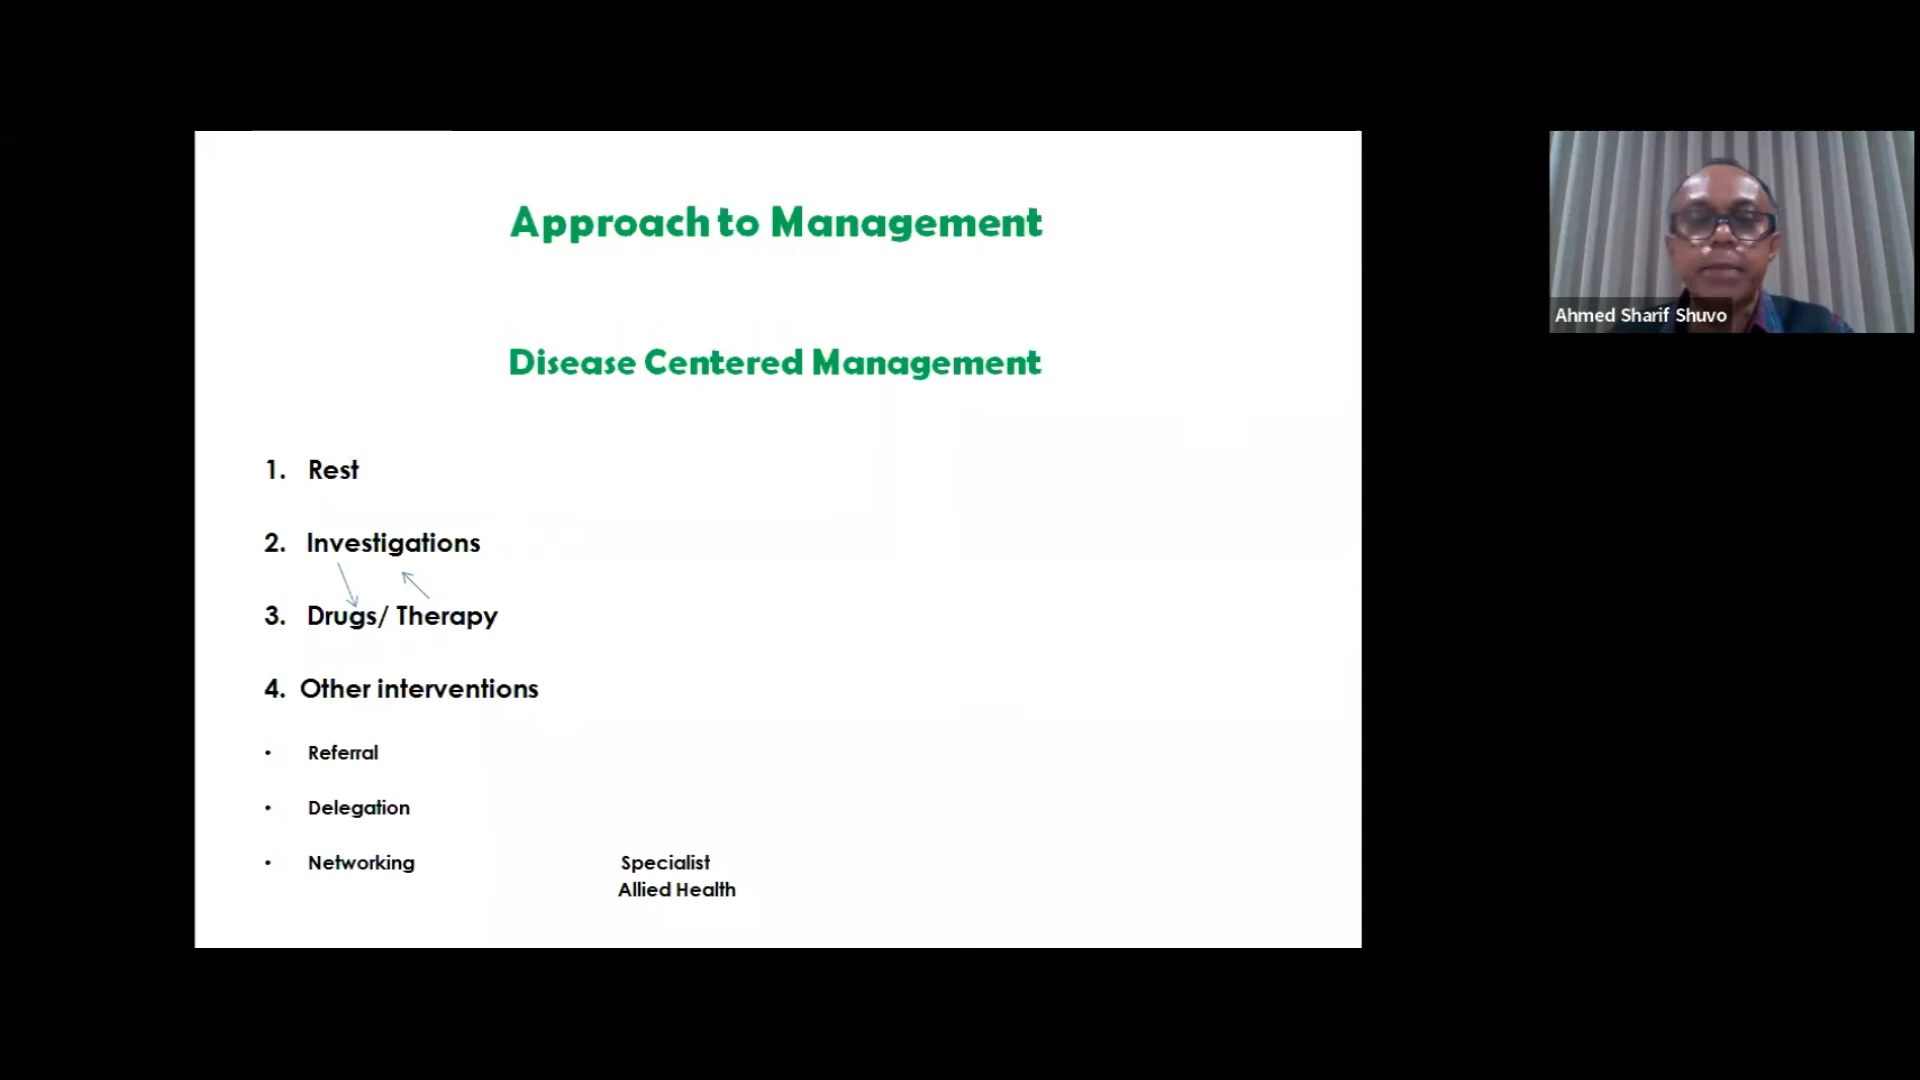 Approach to Management
Disease Centered Management
1. Rest
2. Investigations
3. Drugs/ Therapy
4. Other interventions
• Referral
• Delegation
• Networking Specialist
Allied Health
Ahmed Sharif Shuvo